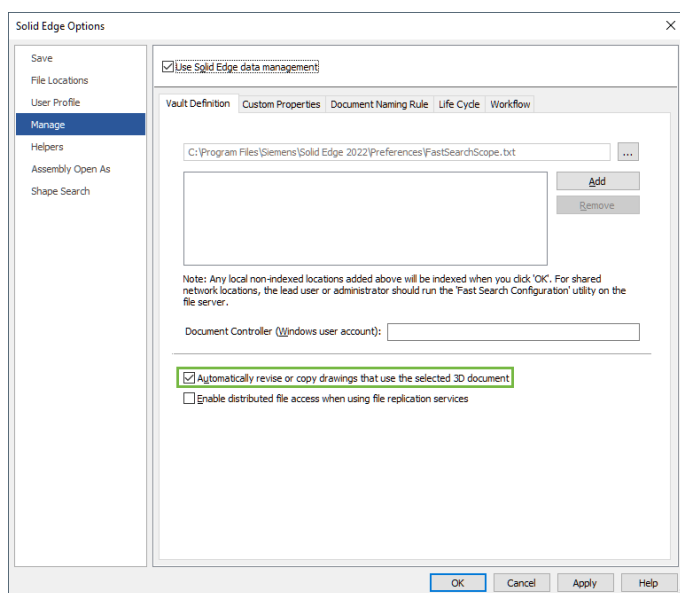 Solid Edge Options
Save
File Locations
User Profile
Manage
Helpers
Assembly Open As
Shape Search
Use Solid Edge data management
Vault Definition Custom Properties Document Naming Rule Life Cycle Workflow
C:\Program Files\Siemens\Solid Edge 2022\Preferences\FastSearchScope.txt ...
Add
Remove
Note: Any local non-indexed locations added above will be indexed when you click 'OK'. For shared
network locations, the lead user or administrator should run the 'Fast Search Configuration' utility on the
file server.
Document Controller (Windows user account):
Automatically revise or copy drawings that use the selected 3D document
Enable distributed file access when using file replication services
OK Cancel Apply Help